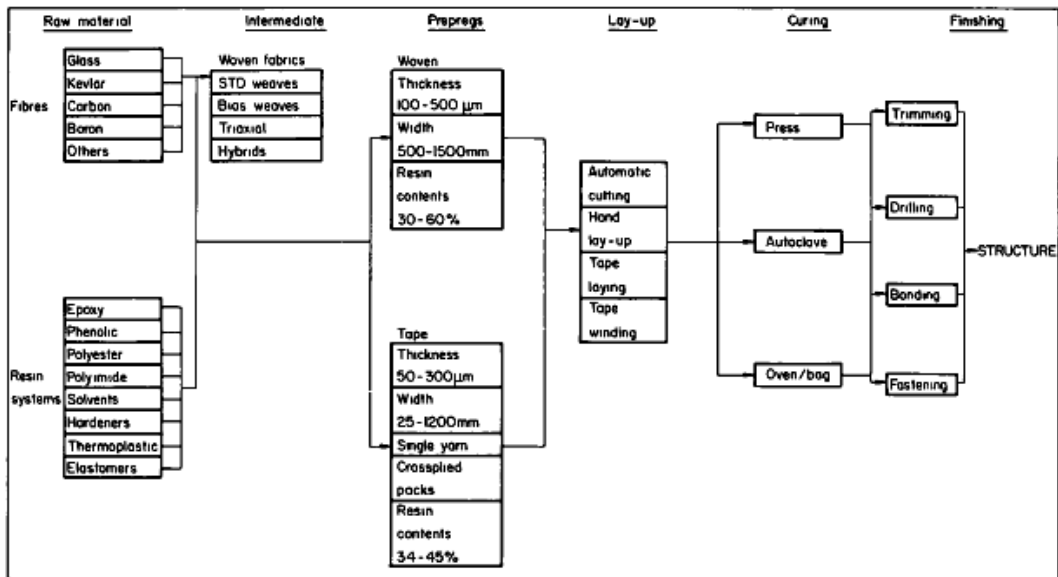 Raw material
Intermediate
Prepregs
Lay-up
Curing
Finishing
Fibres
Glass
Kevlar
Carbon
Boron
Others
Resin
systems
Epoxy
Phenolic
Polyester
Polyimide
Solvents
Hardeners
Thermoplastic
Elastomers
Woven fabrics
STD weaves
Bias weaves
Triaxial
Hybrids
Woven
Thickness
100-500 µm
Width
500-1500mm
Resin
contents
30-60%
Tape
Thickness
50-300µm
Width
25-1200mm
Single yarn
Crossplied
packs
Resin
contents
34-45%
Automatic
cutting
Hand
lay-up
Tape
laying
Tape
winding
Press
Autoclave
Oven/bag
Trimming
Drilling
Bonding
Fastening
STRUCTURE